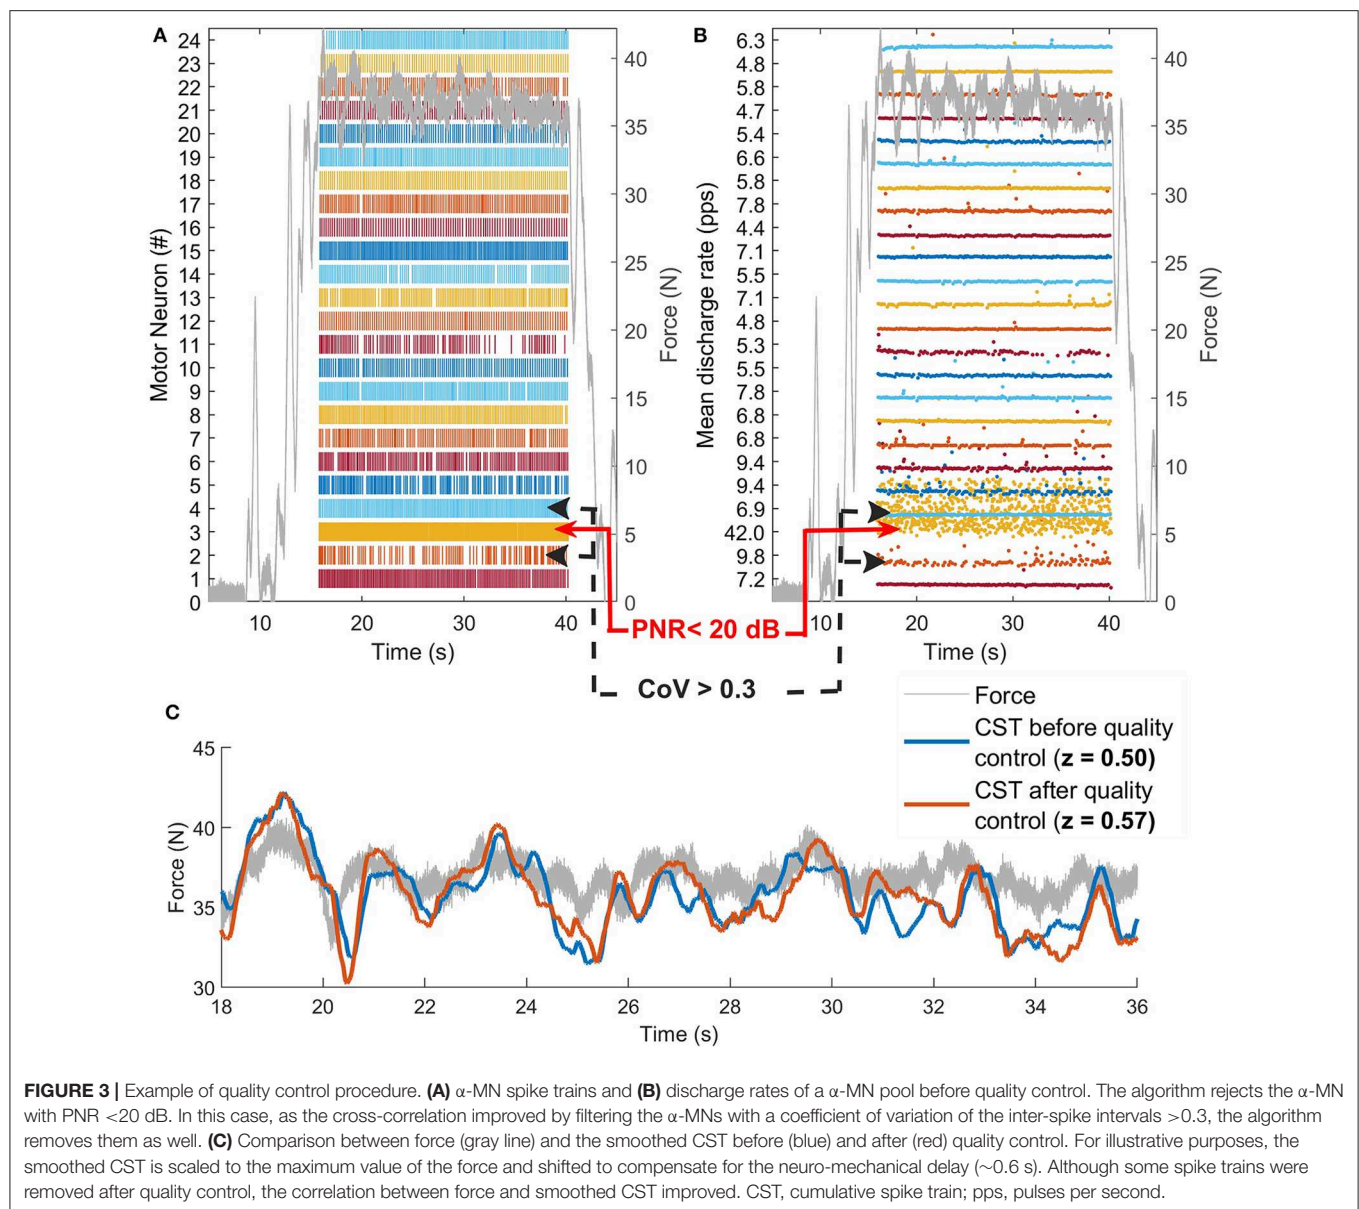 A
24
23
22
21
20
19
18
17
16
15
14
13
12
11
10
9
8
7
6
5
4
3
2
1
0
Motor Neuron (#)
40
35
30
25
20
15
10
5
0
Force (N)
10 20 30 40
Time (s)
B
6.3
4.8
5.8
4.7
5.4
6.6
5.8
7.8
4.4
7.1
5.5
7.1
4.8
5.3
5.5
7.8
6.8
6.8
9.4
9.4
6.9
42.0
9.8
7.2
Mean discharge rate (pps)
40
35
30
25
20
15
10
5
0
Force (N)
10 20 30 40
Time (s)
PNR< 20 dB
CoV > 0.3
Force
CST before quality
control (z = 0.50)
CST after quality
control (z = 0.57)
C
45
40
35
30
Force (N)
18 20 22 24 26 28 30 32 34 36
Time (s)
FIGURE 3 | Example of quality control procedure. (A) α-MN spike trains and (B) discharge rates of a α-MN pool before quality control. The algorithm rejects the α-MN
with PNR <20 dB. In this case, as the cross-correlation improved by filtering the α-MNs with a coefficient of variation of the inter-spike intervals >0.3, the algorithm
removes them as well. (C) Comparison between force (gray line) and the smoothed CST before (blue) and after (red) quality control. For illustrative purposes, the
smoothed CST is scaled to the maximum value of the force and shifted to compensate for the neuro-mechanical delay (∼0.6 s). Although some spike trains were
removed after quality control, the correlation between force and smoothed CST improved. CST, cumulative spike train; pps, pulses per second.